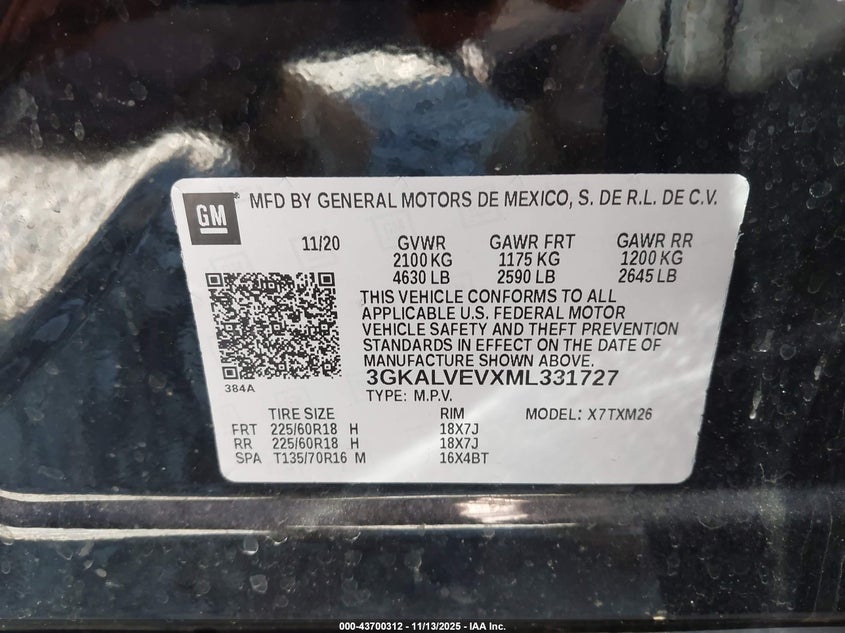 GM® MFD BY GENERAL MOTORS DE MEXICO, S. DE R.L. DE C.V.
11/20 GVWR GAWR FRT GAWR RR
2100 KG 1175 KG 1200 KG
4630 LB 2590 LB 2645 LB
THIS VEHICLE CONFORMS TO ALL
APPLICABLE U.S. FEDERAL MOTOR
VEHICLE SAFETY AND THEFT PREVENTION
STANDARDS IN EFFECT ON THE DATE OF
MANUFACTURE SHOWN ABOVE.
384A
3GKALVEVXML331727
TYPE: M.P.V.
TIRE SIZE RIM MODEL: X7TXM26
FRT 225/60R18 H 18X7J
RR 225/60R18 H 18X7J
SPA T135/70R16 M 16X4BT
000-43700312 - 11/13/2025 - IAA Inc.